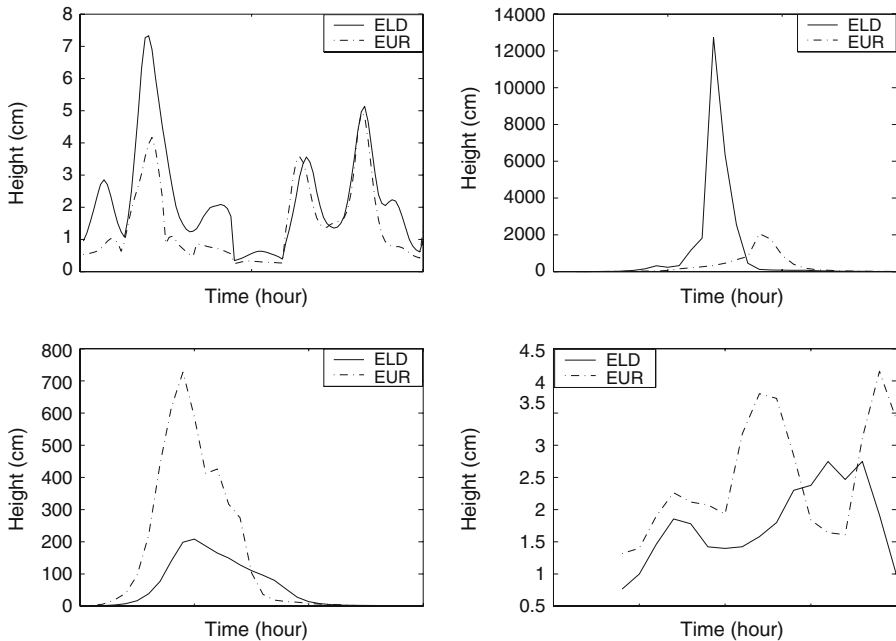 8
7
6
5
4
3
2
1
0
Height (cm)
Time (hour)
ELD
EUR
14000
12000
10000
8000
6000
4000
2000
0
Height (cm)
Time (hour)
ELD
EUR
800
700
600
500
400
300
200
100
0
Height (cm)
Time (hour)
ELD
EUR
4.5
4
3.5
3
2.5
2
1.5
1
0.5
Height (cm)
Time (hour)
ELD
EUR